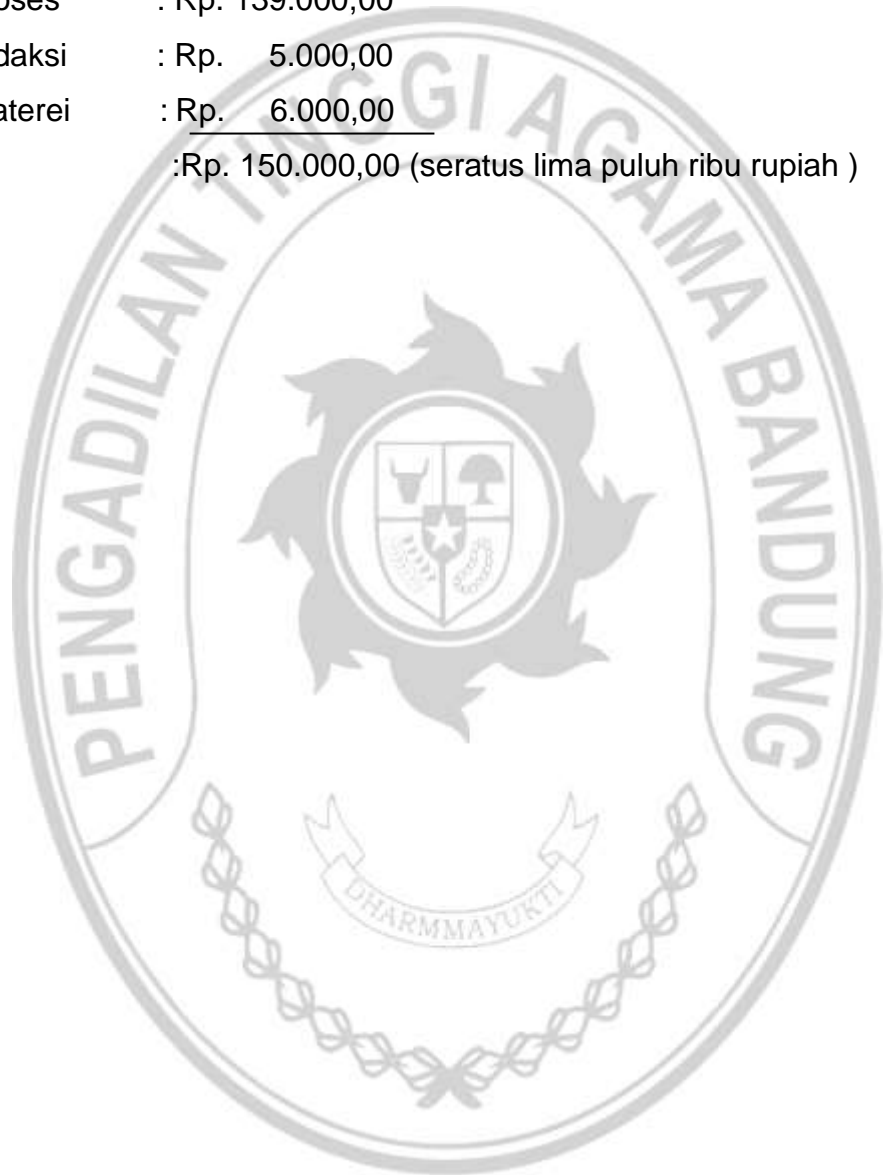 oses : Rp. 139.000,00
daksi : Rp. 5.000,00
aterei : Rp. 6.000,00
:Rp. 150.000,00 (seratus lima puluh ribu rupiah )
PENGADILAN TINGGI AGAMA BANDUNG
DHARMMAYUKTI